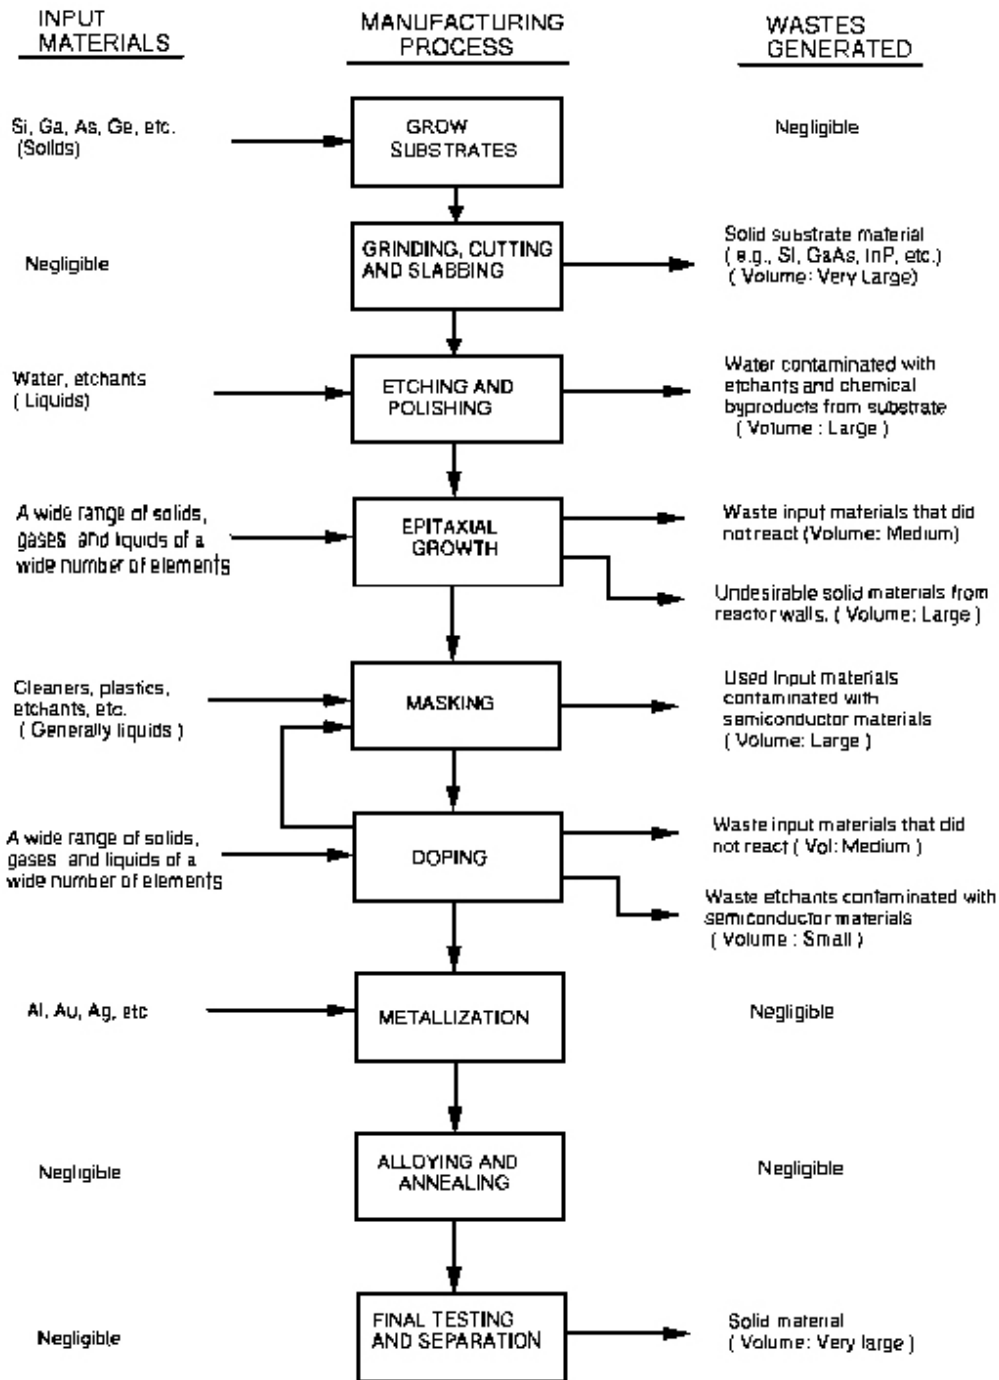 INPUT
MATERIALS
MANUFACTURING
PROCESS
WASTES
GENERATED
Si, Ga, As, Ge, etc.
(Solids)
GROW
SUBSTRATES
Negligible
Negligible
GRINDING, CUTTING
AND SLABBING
Solid substrate material
( e.g., Si, GaAs, InP, etc.)
( Volume: Very Large)
Water, etchants
( Liquids)
ETCHING AND
POLISHING
Water contaminated with
etchants and chemical
byproducts from substrate
( Volume : Large )
A wide range of solids,
gases and liquids of a
wide number of elements
EPITAXIAL
GROWTH
Waste input materials that did
not react (Volume: Medium)
Undesirable solid materials from
reactor walls. ( Volume: Large )
Cleaners, plastics,
etchants, etc.
( Generally liquids )
MASKING
Used input materials
contaminated with
semiconductor materials
( Volume: Large )
A wide range of solids,
gases and liquids of a
wide number of elements
DOPING
Waste input materials that did
not react ( Vol: Medium )
Waste etchants contaminated with
semiconductor materials
( Volume : Small )
Al, Au, Ag, etc
METALLIZATION
Negligible
Negligible
ALLOYING AND
ANNEALING
Negligible
Negligible
FINAL TESTING
AND SEPARATION
Solid material
( Volume: Very large )